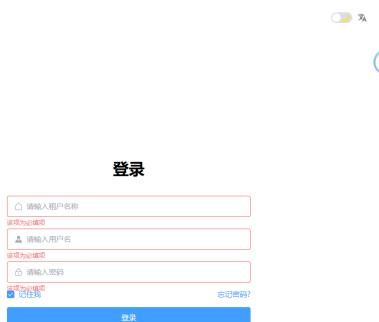 登录
请输入租户名称
该项为必填项
请输入用户名
该项为必填项
请输入密码
该项为必填项
记住我 忘记密码?
登录